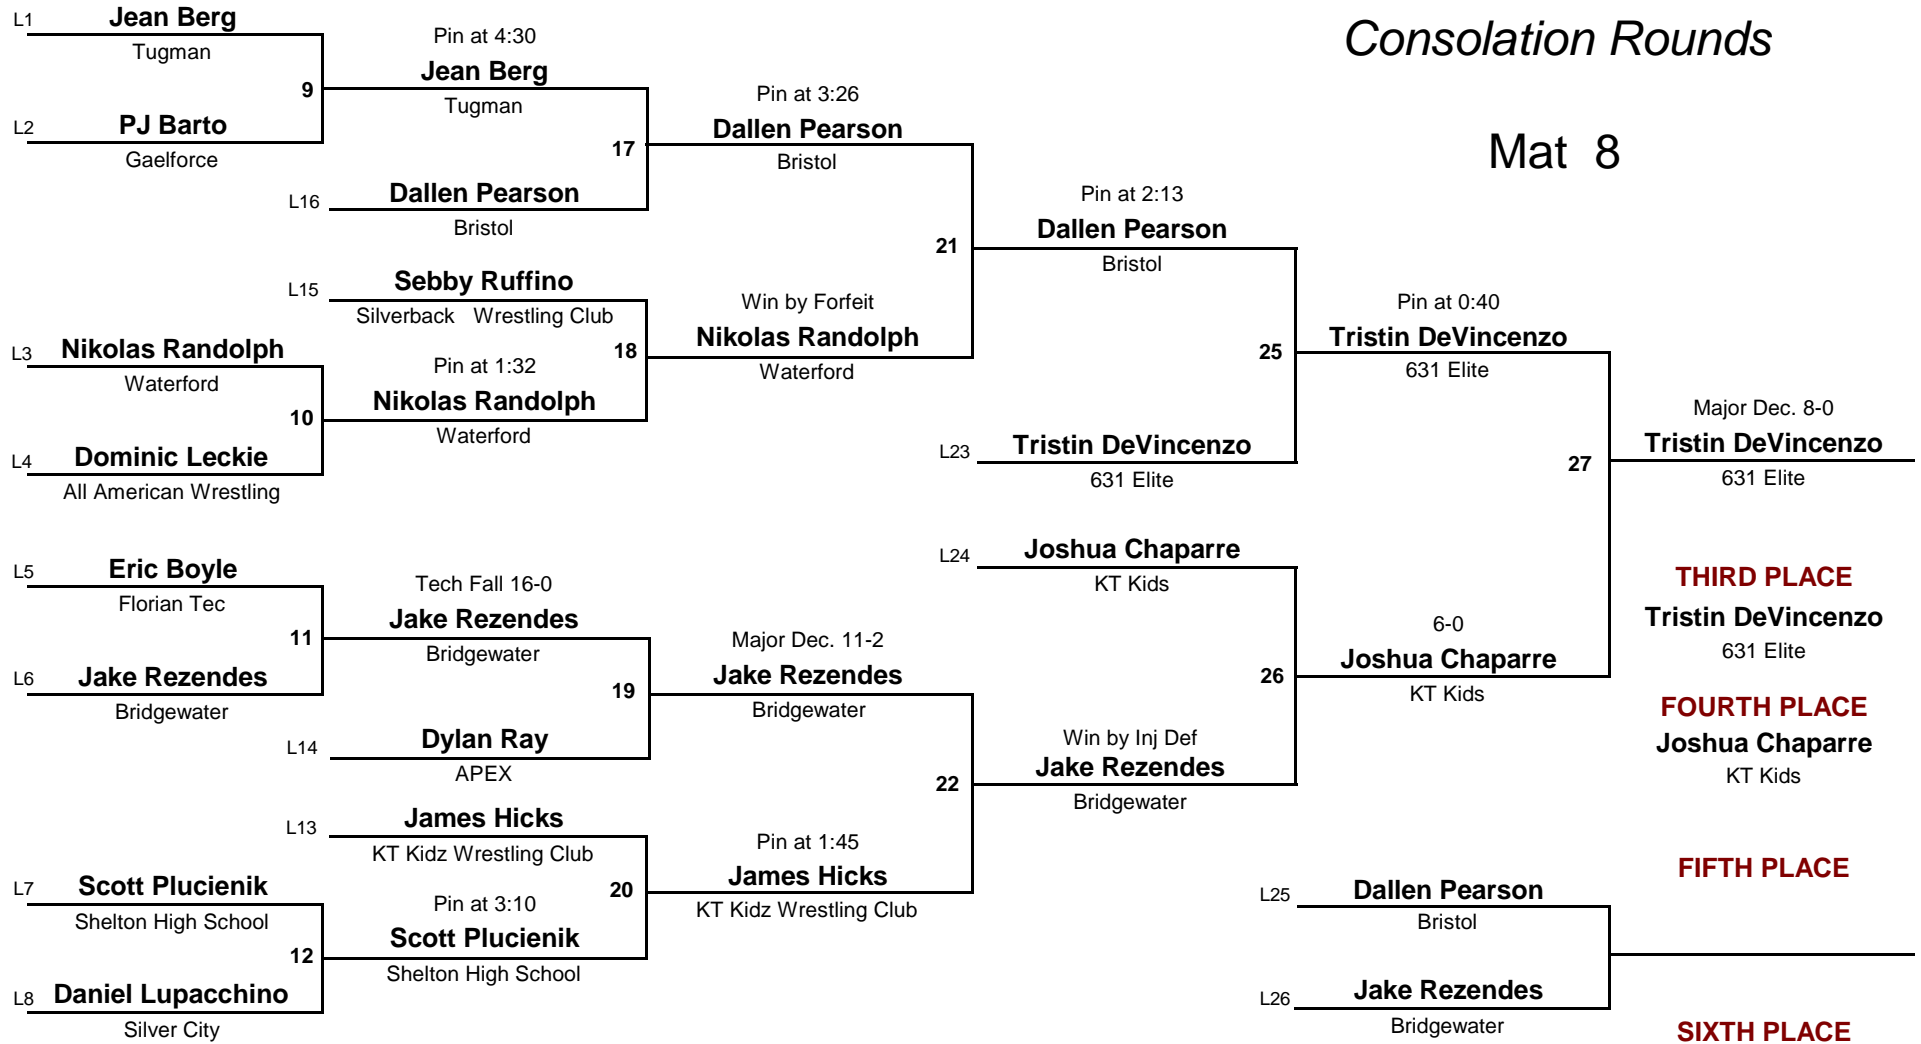 Consolation Rounds
Mat 8
L1 Jean Berg
Tugman
9
L2 PJ Barto
Gaelforce
Pin at 4:30
Jean Berg
Tugman
17
L16 Dallen Pearson
Bristol
Pin at 3:26
Dallen Pearson
Bristol
L15 Sebby Ruffino
Silverback Wrestling Club
18
L3 Nikolas Randolph
Waterford
10
L4 Dominic Leckie
All American Wrestling
Pin at 1:32
Nikolas Randolph
Waterford
Win by Forfeit
Nikolas Randolph
Waterford
21
Pin at 2:13
Dallen Pearson
Bristol
25
L23 Tristin DeVincenzo
631 Elite
Pin at 0:40
Tristin DeVincenzo
631 Elite
27
Major Dec. 8-0
Tristin DeVincenzo
631 Elite
L5 Eric Boyle
Florian Tec
11
L6 Jake Rezendes
Bridgewater
Tech Fall 16-0
Jake Rezendes
Bridgewater
19
L14 Dylan Ray
APEX
Major Dec. 11-2
Jake Rezendes
Bridgewater
L13 James Hicks
KT Kidz Wrestling Club
20
L7 Scott Plucienik
Shelton High School
12
L8 Daniel Lupacchino
Silver City
Pin at 3:10
Scott Plucienik
Shelton High School
Pin at 1:45
James Hicks
KT Kidz Wrestling Club
22
L24 Joshua Chaparre
KT Kids
26
Win by Inj Def
Jake Rezendes
Bridgewater
6-0
Joshua Chaparre
KT Kids
THIRD PLACE
Tristin DeVincenzo
631 Elite
FOURTH PLACE
Joshua Chaparre
KT Kids
L25 Dallen Pearson
Bristol
L26 Jake Rezendes
Bridgewater
FIFTH PLACE
SIXTH PLACE